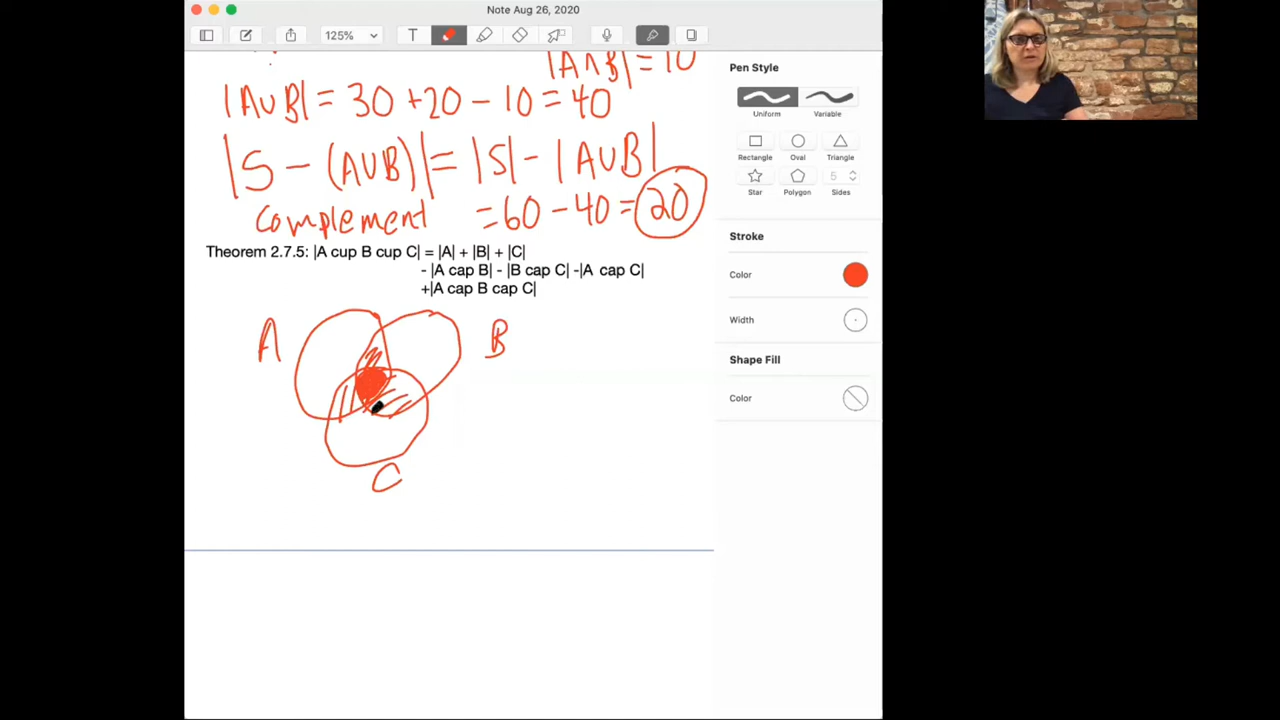 Note Aug 26, 2020
125%
T
|A∩B| = 10
|A∪B| = 30 + 20 - 10 = 40
|S - (A∪B)| = |S| - |A∪B|
complement = 60 - 40 = 20
Theorem 2.7.5: |A cup B cup C| = |A| + |B| + |C|
- |A cap B| - |B cap C| -|A cap C|
+|A cap B cap C|
A
B
C
Pen Style
Uniform
Variable
Rectangle
Oval
Triangle
5
Star
Polygon
Sides
Stroke
Color
Width
Shape Fill
Color